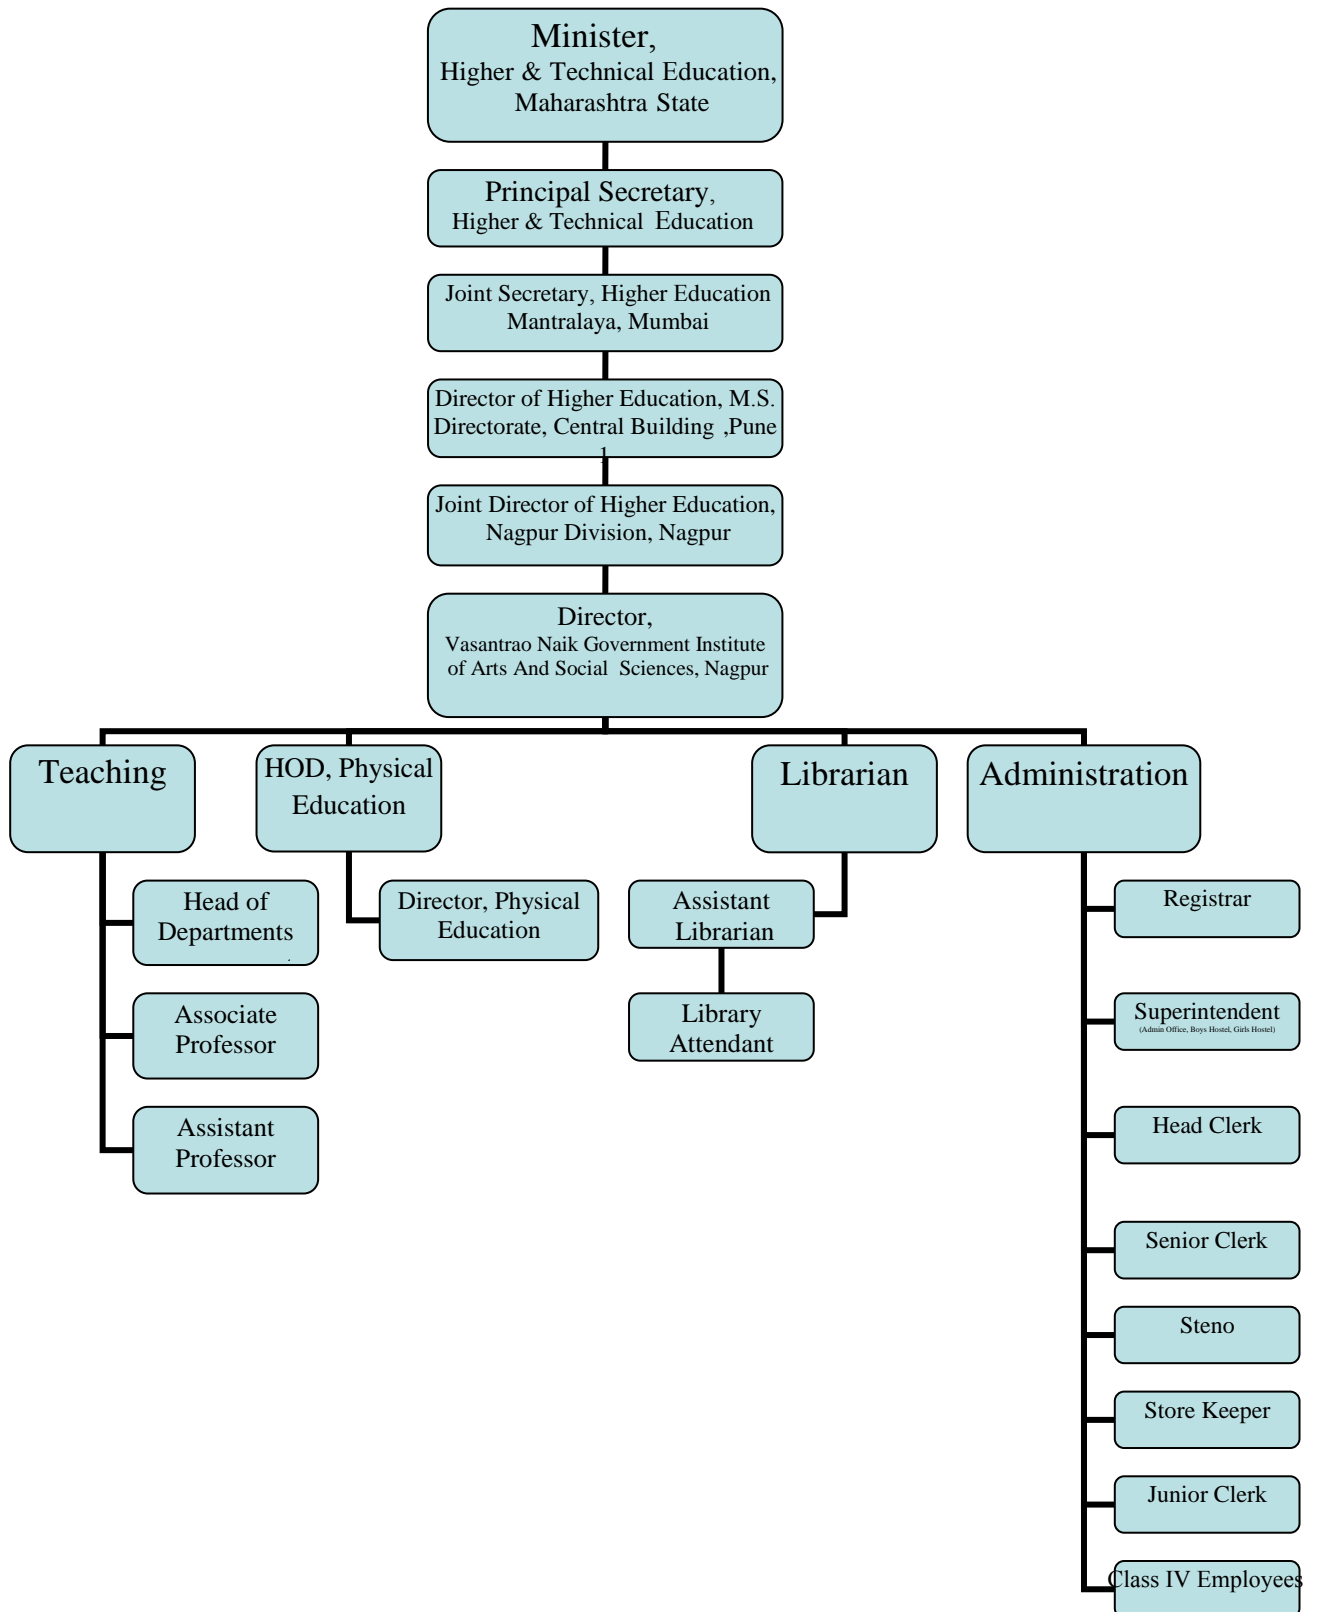 Minister,
Higher & Technical Education,
Maharashtra State
Principal Secretary,
Higher & Technical Education
Joint Secretary, Higher Education
Mantralaya, Mumbai
Director of Higher Education, M.S.
Directorate, Central Building ,Pune
1
Joint Director of Higher Education,
Nagpur Division, Nagpur
Director,
Vasantrao Naik Government Institute
of Arts And Social Sciences, Nagpur
Teaching
Head of
Departments
.
Associate
Professor
Assistant
Professor
HOD, Physical
Education
Director, Physical
Education
Librarian
Assistant
Librarian
Library
Attendant
Administration
Registrar
Superintendent
(Admin Office, Boys Hostel, Girls Hostel)
Head Clerk
Senior Clerk
Steno
Store Keeper
Junior Clerk
Class IV Employees